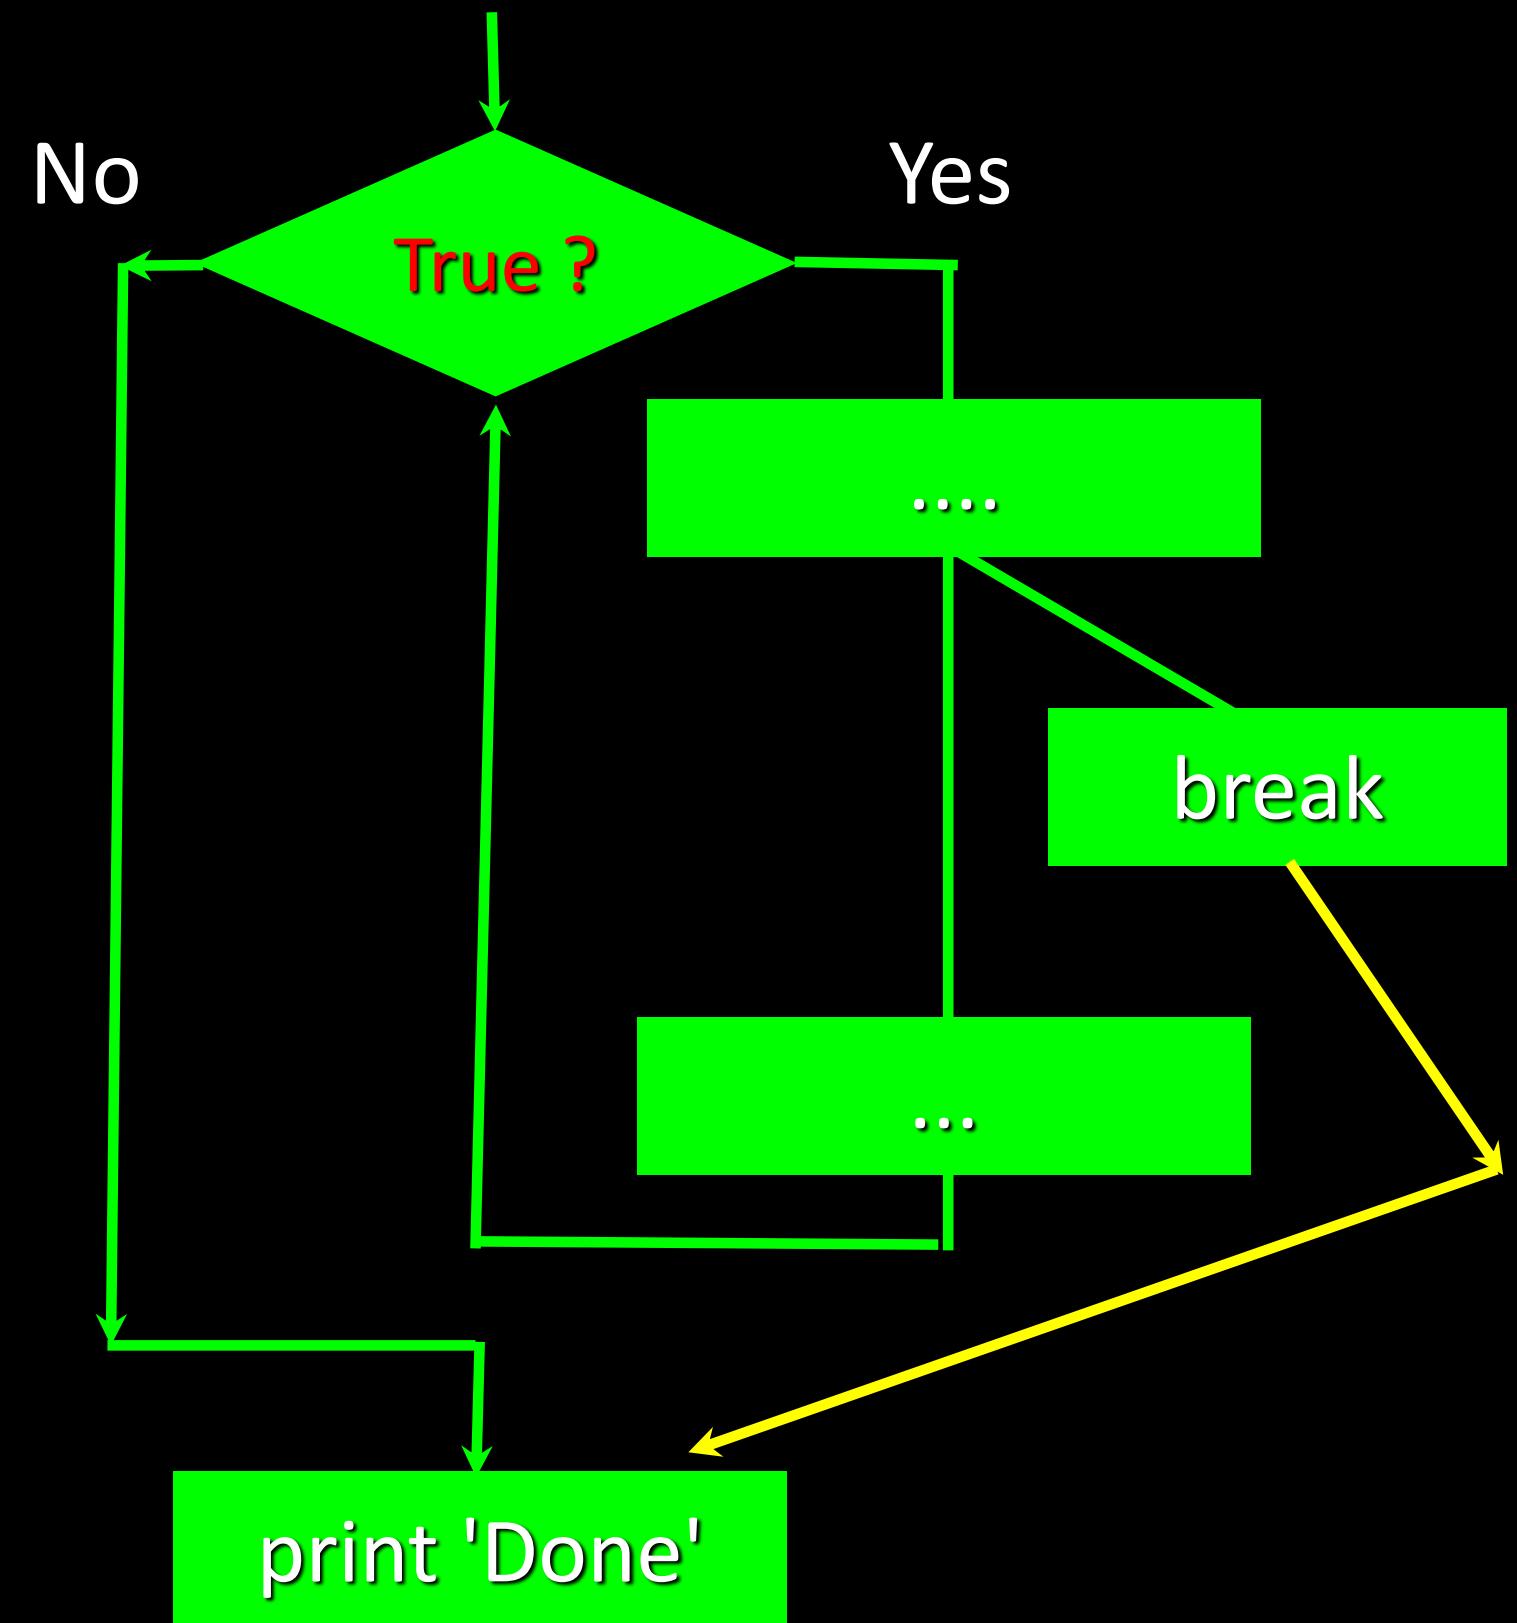 No
Yes
True ?
....
break
...
print 'Done'